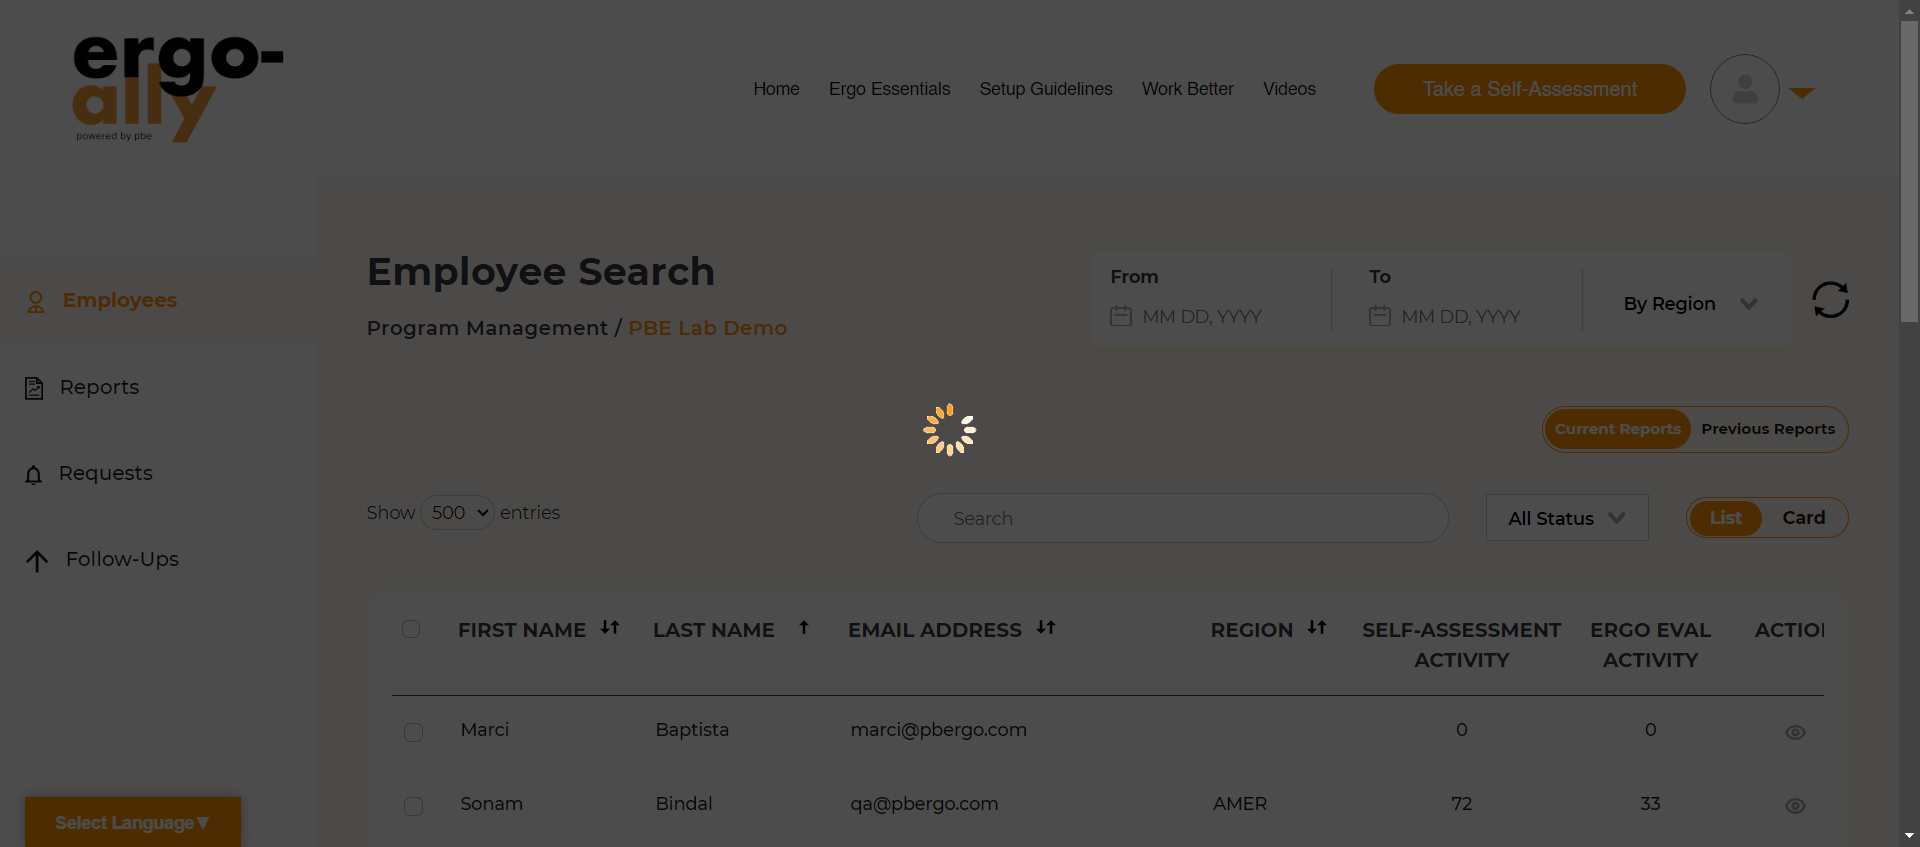 ergo-
ally
powered by pbe
Home
Ergo Essentials
Setup Guidelines
Work Better
Videos
Take a Self-Assessment
Employees
Reports
Requests
Follow-Ups
Select Language▼
Employee Search
Program Management / PBE Lab Demo
From
MM DD, YYYY
To
MM DD, YYYY
By Region
Current Reports
Previous Reports
Show 500 entries
Search
All Status
List
Card
FIRST NAME
LAST NAME
EMAIL ADDRESS
REGION
SELF-ASSESSMENT
ACTIVITY
ERGO EVAL
ACTIVITY
ACTIO
Marci Baptista marci@pbergo.com 0 0
Sonam Bindal qa@pbergo.com AMER 72 33